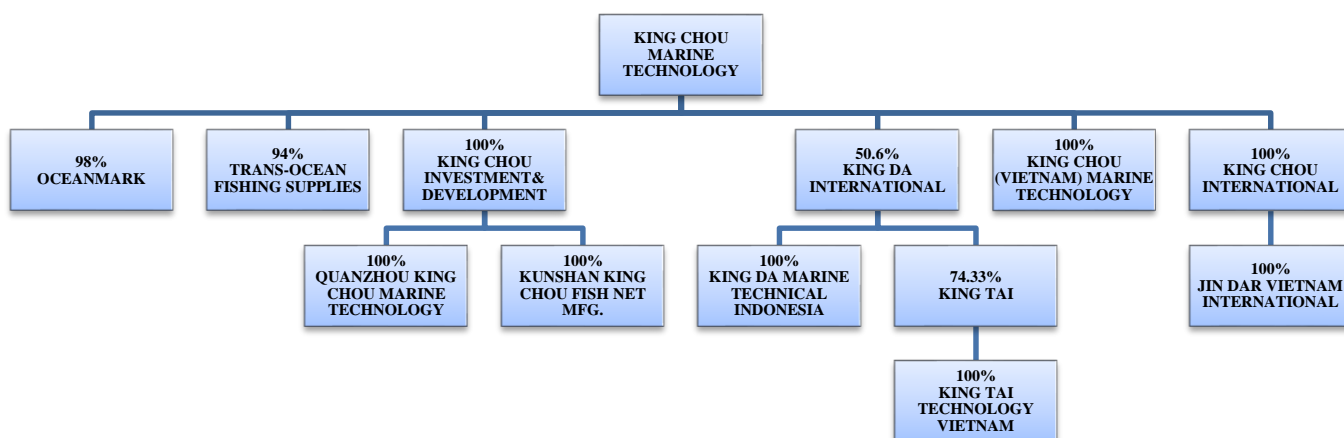 KING CHOU
MARINE
TECHNOLOGY
98%
OCEANMARK
94%
TRANS-OCEAN
FISHING SUPPLIES
100%
KING CHOU
INVESTMENT&
DEVELOPMENT
50.6%
KING DA
INTERNATIONAL
100%
KING CHOU
(VIETNAM) MARINE
TECHNOLOGY
100%
KING CHOU
INTERNATIONAL
100%
QUANZHOU KING
CHOU MARINE
TECHNOLOGY
100%
KUNSHAN KING
CHOU FISH NET
MFG.
100%
KING DA MARINE
TECHNICAL
INDONESIA
74.33%
KING TAI
100%
JIN DAR VIETNAM
INTERNATIONAL
100%
KING TAI
TECHNOLOGY
VIETNAM